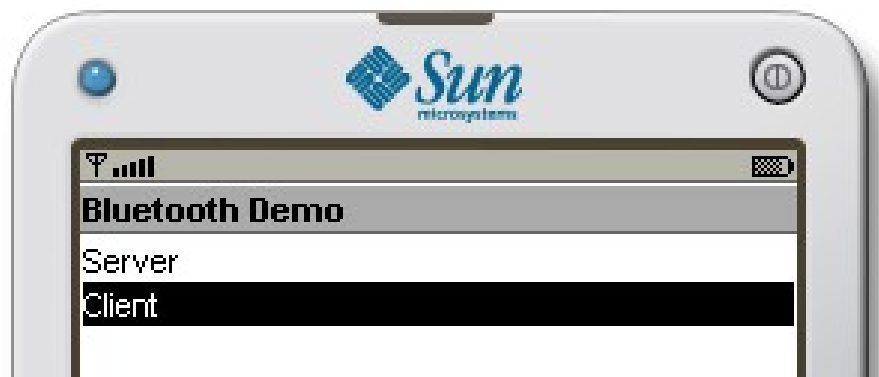 Sun
microsystems
Bluetooth Demo
Server
Client